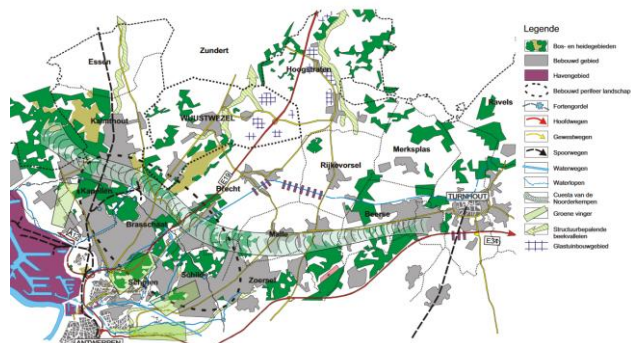 Zundert
Essen
Hoogstraten
Ravels
Kalmthout
WUUSTWEZEL
Merksplas
Rijkevorsel
Kapellen
Brecht
TURNHOUT
Beerse
Brasschaat
Malle
E19
E34
Schilde
Zoersel
Schoten
ANTWERPEN
Legende
Bos- en heidegebieden
Bebouwd gebied
Havengebied
Bebouwd perifeer landschap
Fortengordel
Hoofdwegen
Gewestwegen
Spoorwegen
Waterwegen
Waterlopen
Cuesta van de
Noorderkempen
Groene vinger
Structuurbepalende
beekvalleien
Glastuinbouwgebied